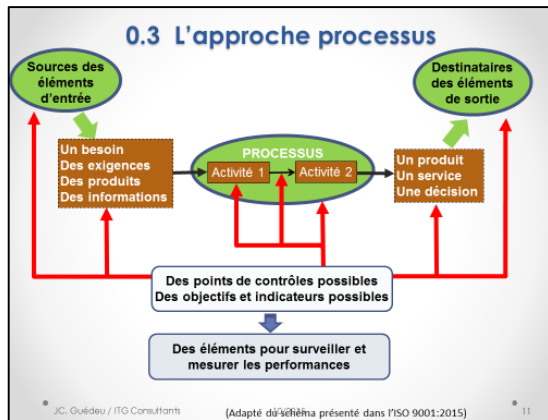 0.3 L'approche processus
Sources des
éléments
d'entrée
Destinataires
des éléments
de sortie
Un besoin
Des exigences
Des produits
Des informations
PROCESSUS
Activité 1
Activité 2
Un produit
Un service
Une décision
Des points de contrôles possibles
Des objectifs et indicateurs possibles
Des éléments pour surveiller et
mesurer les performances
JC. Guédeu / ITG Consultants
(Adapté du schéma présenté dans l'ISO 9001:2015)
11